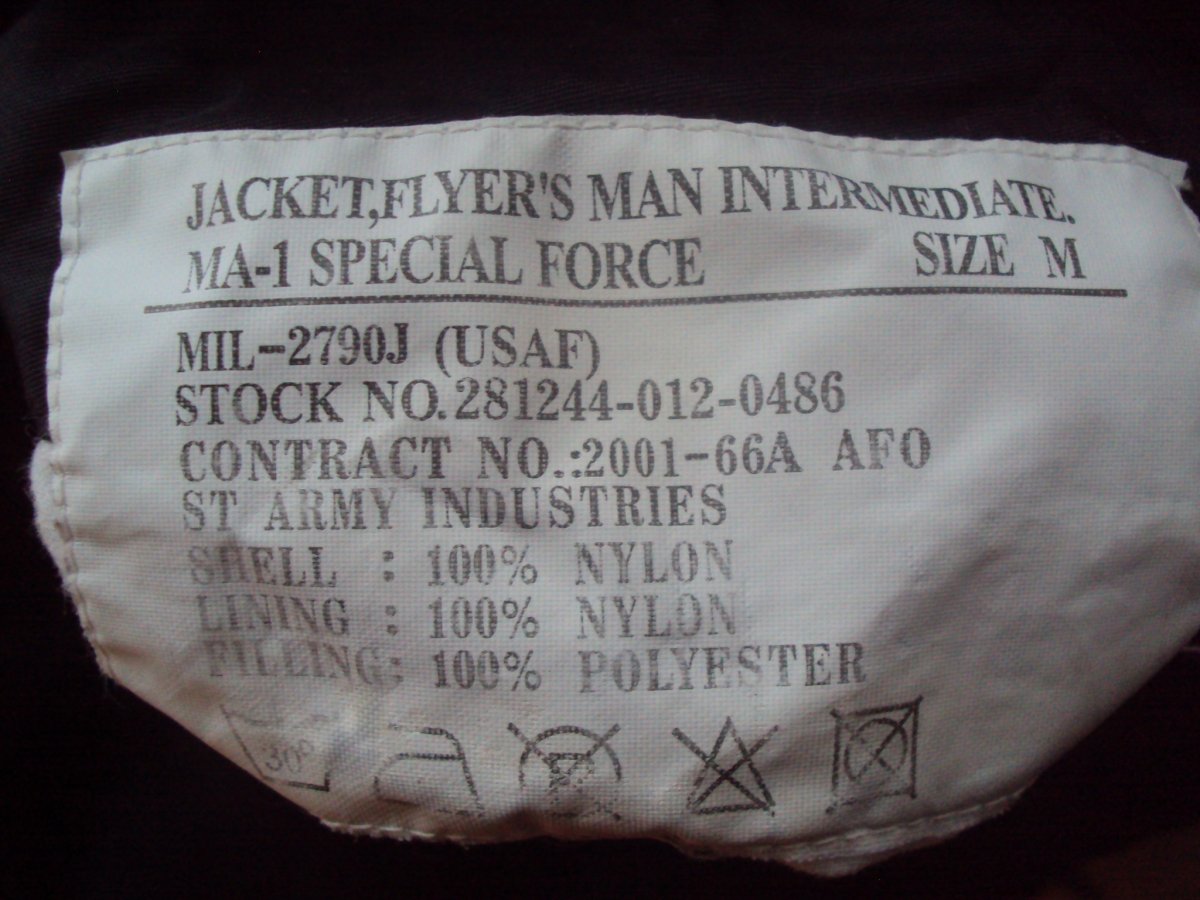 JACKET,FLYER'S MAN INTERMEDIATE.
MA-1 SPECIAL FORCE SIZE M
MIL-2790J (USAF)
STOCK NO.281244-012-0486
CONTRACT NO.:2001-66A AFO
ST ARMY INDUSTRIES
SHELL : 100% NYLON
LINING : 100% NYLON
FILLING: 100% POLYESTER
30°